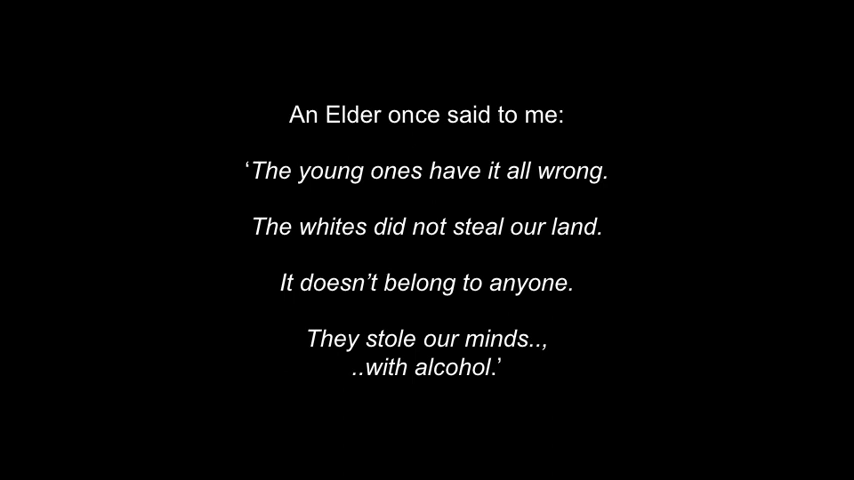 An Elder once said to me:
‘The young ones have it all wrong.
The whites did not steal our land.
It doesn’t belong to anyone.
They stole our minds..,
..with alcohol.’